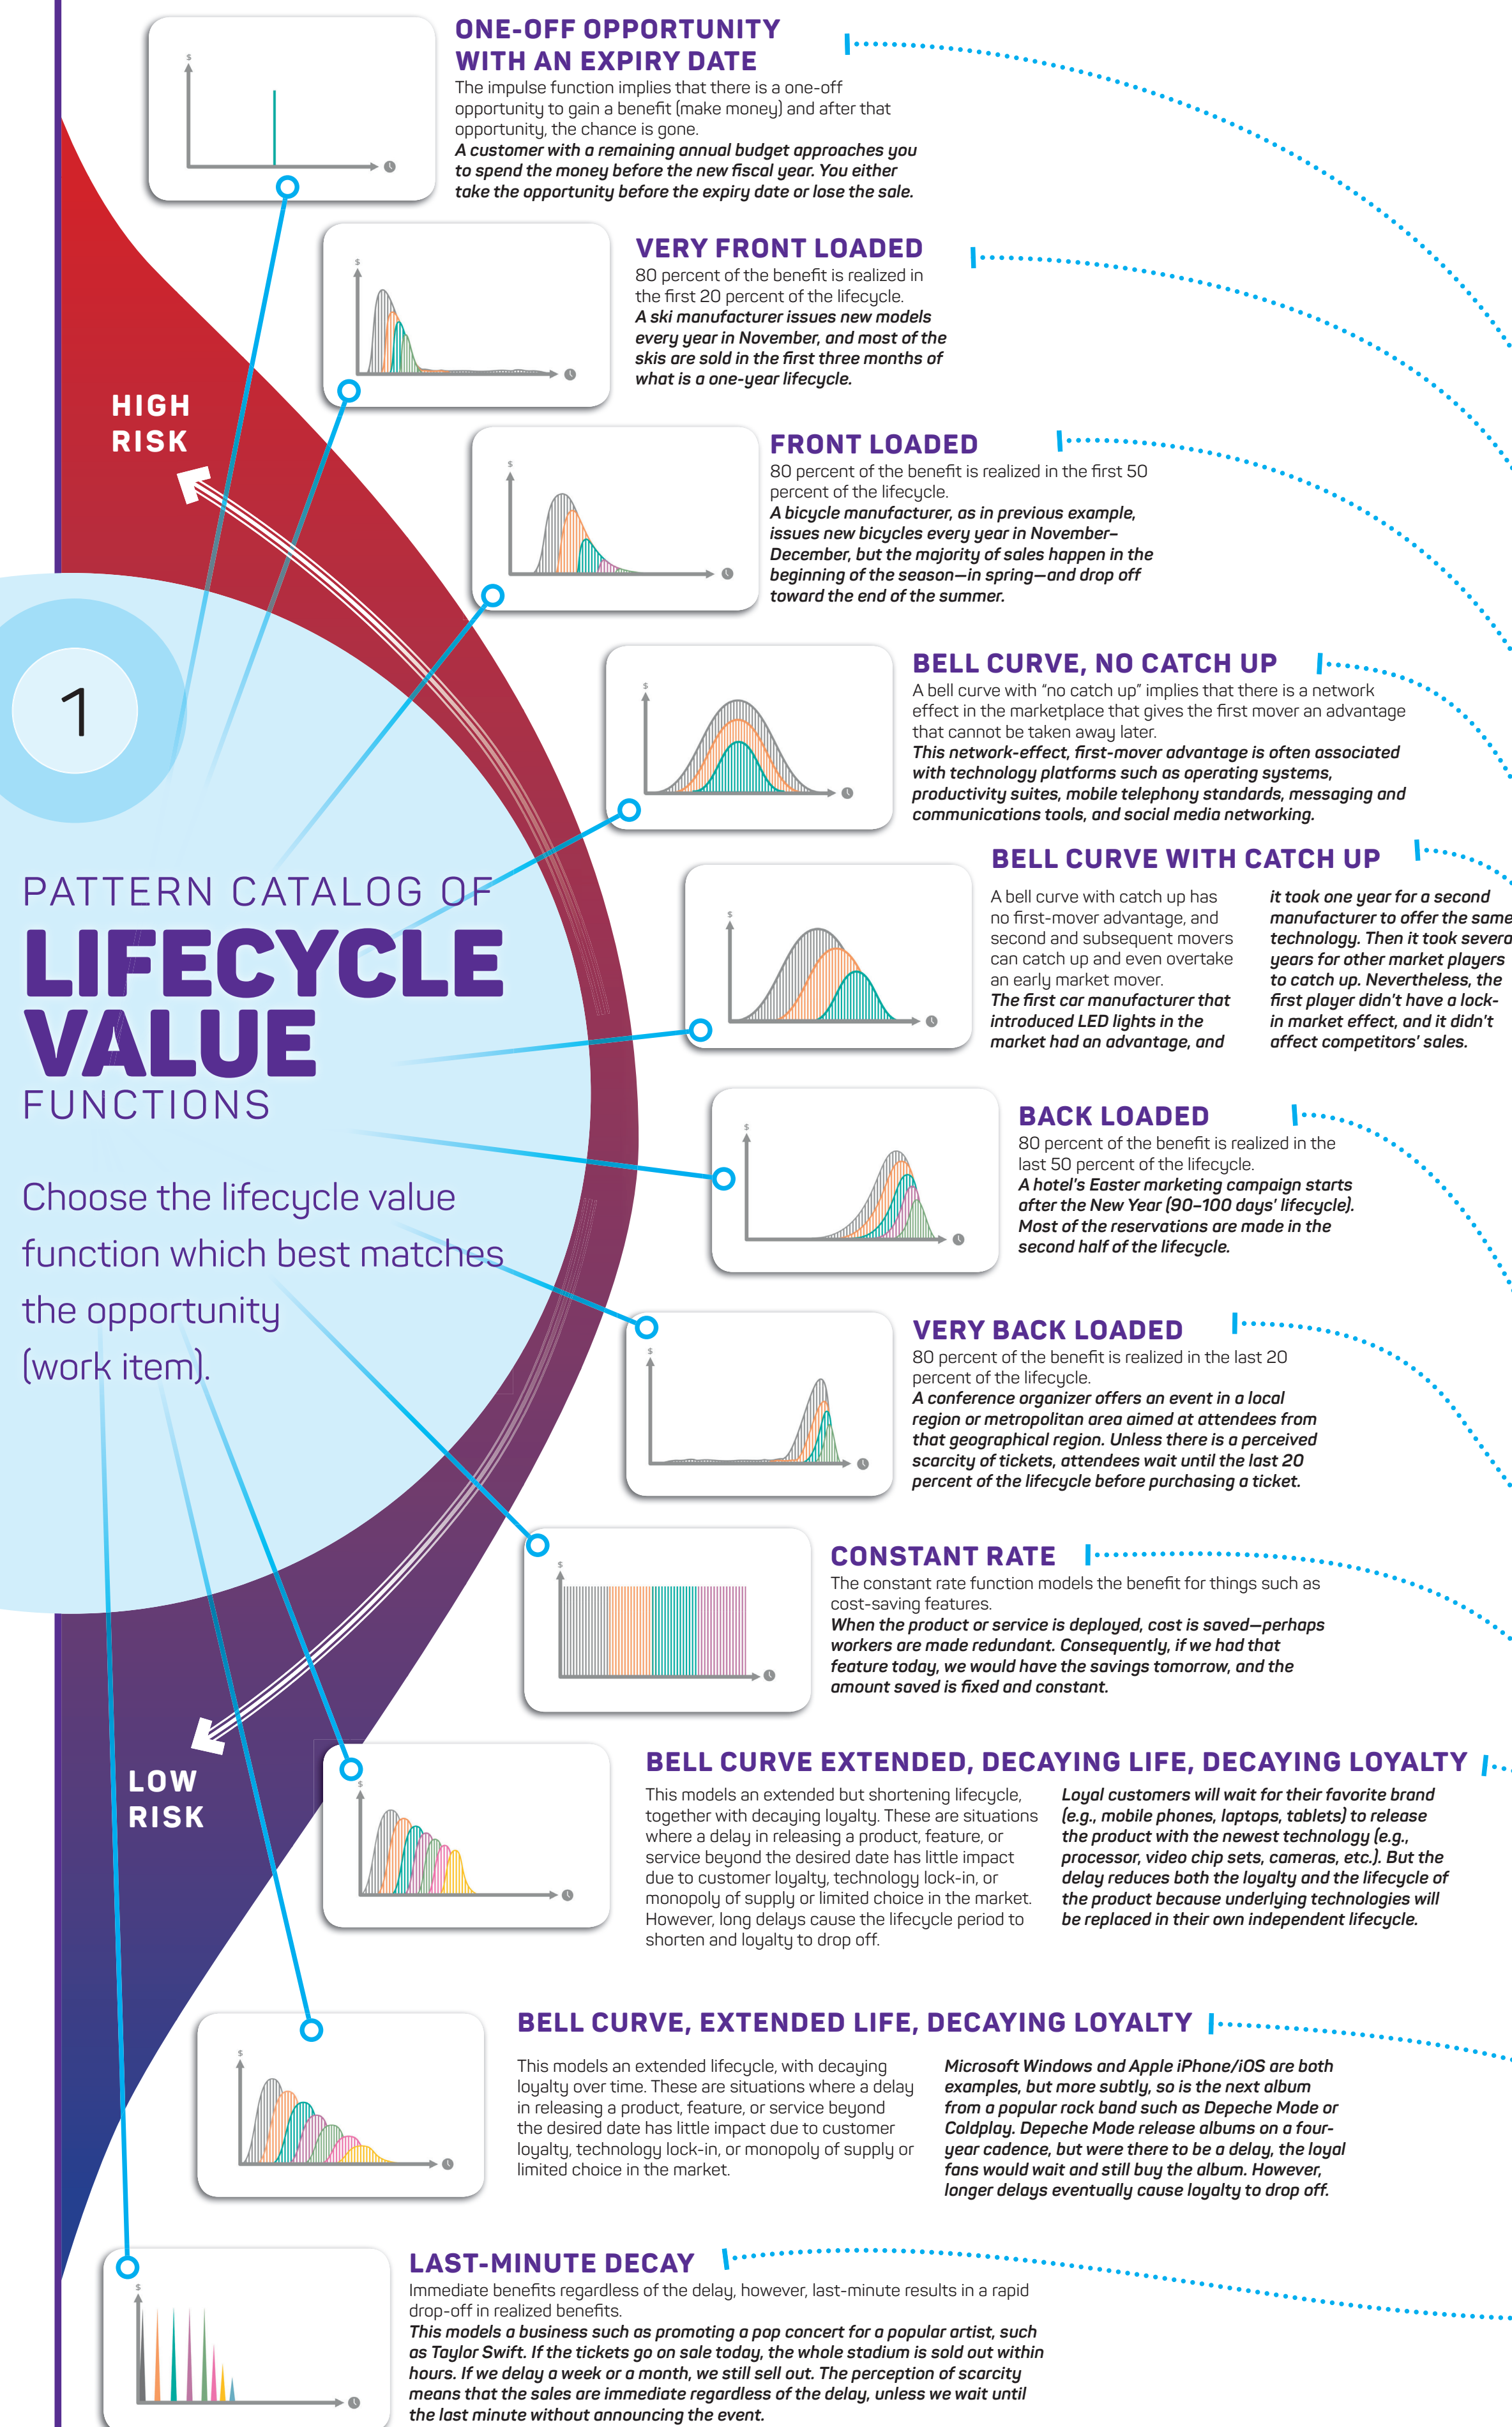 ONE-OFF OPPORTUNITY
WITH AN EXPIRY DATE
The impulse function implies that there is a one-off
opportunity to gain a benefit (make money) and after that
opportunity, the chance is gone.
A customer with a remaining annual budget approaches you
to spend the money before the new fiscal year. You either
take the opportunity before the expiry date or lose the sale.
$
VERY FRONT LOADED
80 percent of the benefit is realized in
the first 20 percent of the lifecycle.
A ski manufacturer issues new models
every year in November, and most of the
skis are sold in the first three months of
what is a one-year lifecycle.
$
HIGH
RISK
FRONT LOADED
80 percent of the benefit is realized in the first 50
percent of the lifecycle.
A bicycle manufacturer, as in previous example,
issues new bicycles every year in November–
December, but the majority of sales happen in the
beginning of the season—in spring—and drop off
toward the end of the summer.
$
1
BELL CURVE, NO CATCH UP
A bell curve with “no catch up” implies that there is a network
effect in the marketplace that gives the first mover an advantage
that cannot be taken away later.
This network-effect, first-mover advantage is often associated
with technology platforms such as operating systems,
productivity suites, mobile telephony standards, messaging and
communications tools, and social media networking.
$
PATTERN CATALOG OF
LIFECYCLE
VALUE
FUNCTIONS
Choose the lifecycle value
function which best matches
the opportunity
(work item).
BELL CURVE WITH CATCH UP
A bell curve with catch up has
no first-mover advantage, and
second and subsequent movers
can catch up and even overtake
an early market mover.
The first car manufacturer that
introduced LED lights in the
market had an advantage, and
it took one year for a second
manufacturer to offer the same
technology. Then it took severa
years for other market players
to catch up. Nevertheless, the
first player didn’t have a lock-
in market effect, and it didn’t
affect competitors’ sales.
$
BACK LOADED
80 percent of the benefit is realized in the
last 50 percent of the lifecycle.
A hotel’s Easter marketing campaign starts
after the New Year (90–100 days’ lifecycle).
Most of the reservations are made in the
second half of the lifecycle.
$
VERY BACK LOADED
80 percent of the benefit is realized in the last 20
percent of the lifecycle.
A conference organizer offers an event in a local
region or metropolitan area aimed at attendees from
that geographical region. Unless there is a perceived
scarcity of tickets, attendees wait until the last 20
percent of the lifecycle before purchasing a ticket.
$
CONSTANT RATE
The constant rate function models the benefit for things such as
cost-saving features.
When the product or service is deployed, cost is saved—perhaps
workers are made redundant. Consequently, if we had that
feature today, we would have the savings tomorrow, and the
amount saved is fixed and constant.
$
LOW
RISK
BELL CURVE EXTENDED, DECAYING LIFE, DECAYING LOYALTY
This models an extended but shortening lifecycle,
together with decaying loyalty. These are situations
where a delay in releasing a product, feature, or
service beyond the desired date has little impact
due to customer loyalty, technology lock-in, or
monopoly of supply or limited choice in the market.
However, long delays cause the lifecycle period to
shorten and loyalty to drop off.
Loyal customers will wait for their favorite brand
(e.g., mobile phones, laptops, tablets) to release
the product with the newest technology (e.g.,
processor, video chip sets, cameras, etc.). But the
delay reduces both the loyalty and the lifecycle of
the product because underlying technologies will
be replaced in their own independent lifecycle.
$
BELL CURVE, EXTENDED LIFE, DECAYING LOYALTY
This models an extended lifecycle, with decaying
loyalty over time. These are situations where a delay
in releasing a product, feature, or service beyond
the desired date has little impact due to customer
loyalty, technology lock-in, or monopoly of supply or
limited choice in the market.
Microsoft Windows and Apple iPhone/iOS are both
examples, but more subtly, so is the next album
from a popular rock band such as Depeche Mode or
Coldplay. Depeche Mode release albums on a four-
year cadence, but were there to be a delay, the loyal
fans would wait and still buy the album. However,
longer delays eventually cause loyalty to drop off.
$
LAST-MINUTE DECAY
Immediate benefits regardless of the delay, however, last-minute results in a rapid
drop-off in realized benefits.
This models a business such as promoting a pop concert for a popular artist, such
as Taylor Swift. If the tickets go on sale today, the whole stadium is sold out within
hours. If we delay a week or a month, we still sell out. The perception of scarcity
means that the sales are immediate regardless of the delay, unless we wait until
the last minute without announcing the event.
$